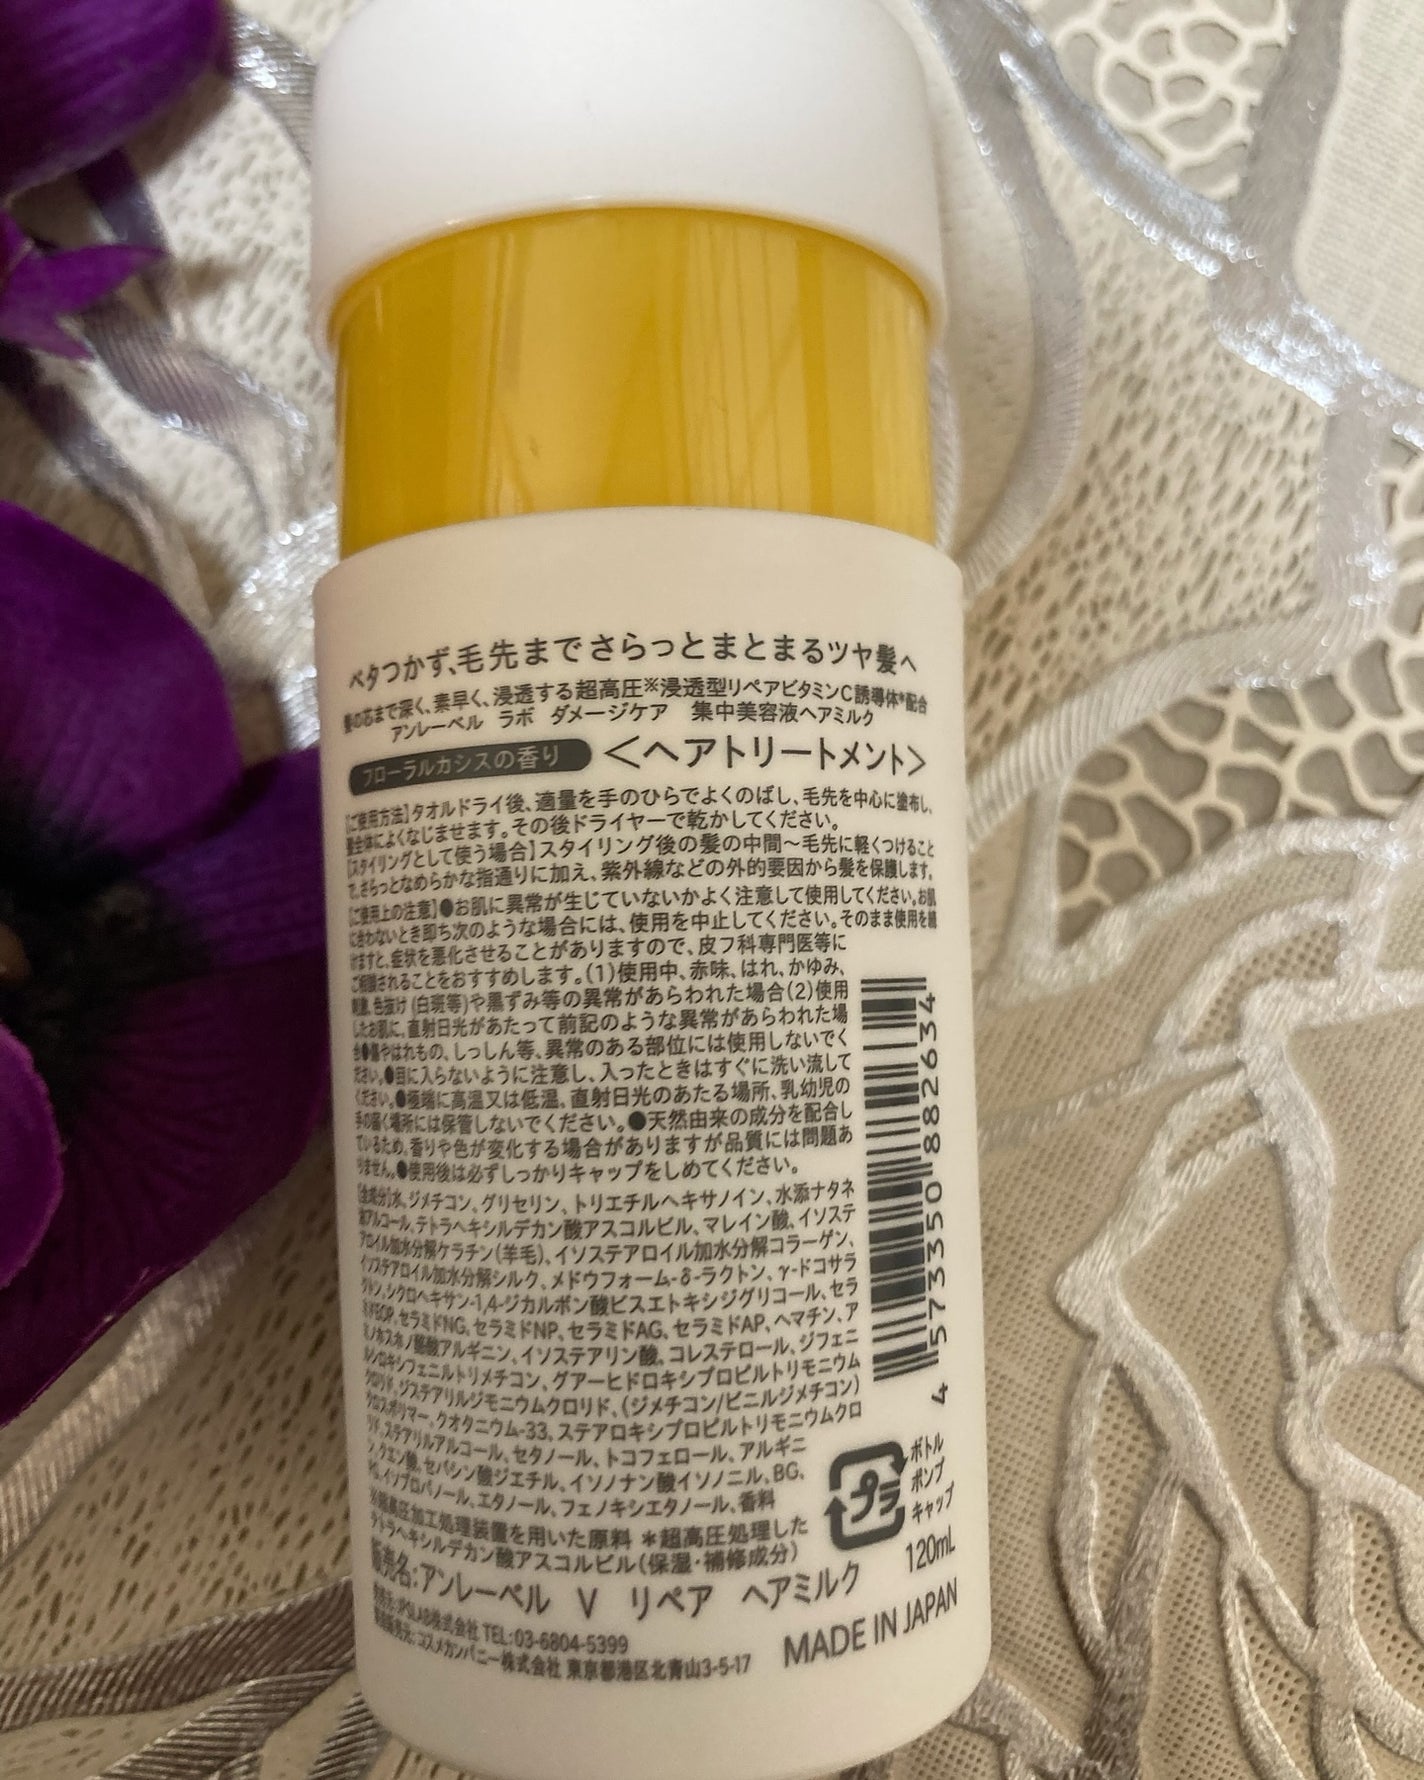 ベタつかず、毛先までさらっとまとまるツヤ髪へ
髪の芯まで深く、素早く、浸透する超高圧※浸透型リペアビタミンC誘導体*配合
アンレーベル ラボ ダメージケア 集中美容液ヘアミルク
フローラルカシスの香り <ヘアトリートメント>
【ご使用方法】タオルドライ後、適量を手のひらでよくのばし、毛先を中心に塗布し、
髪全体によくなじませます。その後ドライヤーで乾かしてください。
【スタイリングとして使う場合】スタイリング後の髪の中間〜毛先に軽くつけること
で、さらっとなめらかな指通りに加え、紫外線などの外的要因から髪を保護します。
【ご使用上の注意】●お肌に異常が生じていないかよく注意して使用してください。お肌
に合わないとき即ち次のような場合には、使用を中止してください。そのまま使用を続
けますと、症状を悪化させることがありますので、皮フ科専門医等に
ご相談されることをおすすめします。(1)使用中、赤味、はれ、かゆみ、
刺激、色抜け(白斑等)や黒ずみ等の異常があらわれた場合(2)使用
したお肌に、直射日光があたって前記のような異常があらわれた場
合●傷やはれもの、しっしん等、異常のある部位には使用しないでく
ださい。●目に入らないように注意し、入ったときはすぐに洗い流して
ください。●極端に高温又は低温、直射日光のあたる場所、乳幼児の
手の届く場所には保管しないでください。●天然由来の成分を配合し
ているため、香りや色が変化する場合がありますが品質には問題あ
りません。●使用後は必ずしっかりキャップをしめてください。
【全成分】水、ジメチコン、グリセリン、トリエチルヘキサノイン、水添ナタネ
油アルコール、テトラヘキシルデカン酸アスコルビル、マレイン酸、イソステ
アロイル加水分解ケラチン(羊毛)、イソステアロイル加水分解コラーゲン、
イソステアロイル加水分解シルク、メドウフォーム-δ-ラクトン、γ-ドコサラ
クトン、シクロヘキサン-1,4-ジカルボン酸ビスエトキシジグリコール、セラ
ミドEOP、セラミドNG、セラミドNP、セラミドAG、セラミドAP、ヘマチン、ア
ミノホスホノ酪酸アルギニン、イソステアリン酸、コレステロール、ジフェニ
ルシロキシフェニルトリメチコン、グアーヒドロキシプロピルトリモニウム
クロリド、ジステアリルジモニウムクロリド、(ジメチコン/ビニルジメチコン)
クロスポリマー、クオタニウム-33、ステアロキシプロピルトリモニウムクロ
リド、ステアリルアルコール、セタノール、トコフェロール、アルギニ
ン、クエン酸、セバシン酸ジエチル、イソノナン酸イソノニル、BG、
PG、イソプロパノール、エタノール、フェノキシエタノール、香料
※超高圧加工処理装置を用いた原料 *超高圧処理した
テトラヘキシルデカン酸アスコルビル(保湿・補修成分)
販売名:アンレーベル V リペア ヘアミルク
発売元:JPSLAB株式会社 TEL:03-6804-5399
製造販売元:コスメカンパニー株式会社 東京都港区北青山3-5-17
4 573350 882634
プラ
ボトル
ポンプ
キャップ
120mL
MADE IN JAPAN